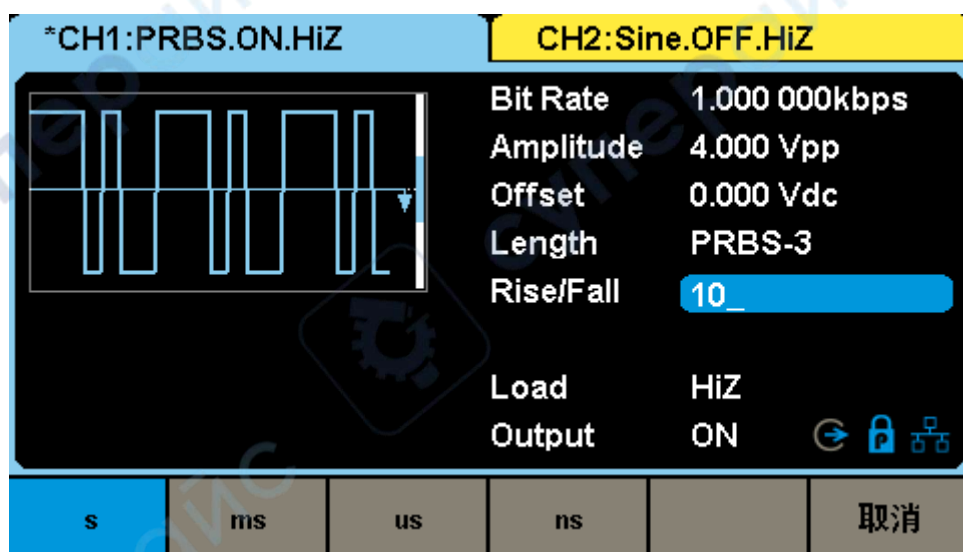 *CH1:PRBS.ON.HiZ CH2:Sine.OFF.HiZ
Bit Rate 1.000 000kbps
Amplitude 4.000 Vpp
Offset 0.000 Vdc
Length PRBS-3
Rise/Fall 10_
Load HiZ
Output ON
s ms us ns 取消